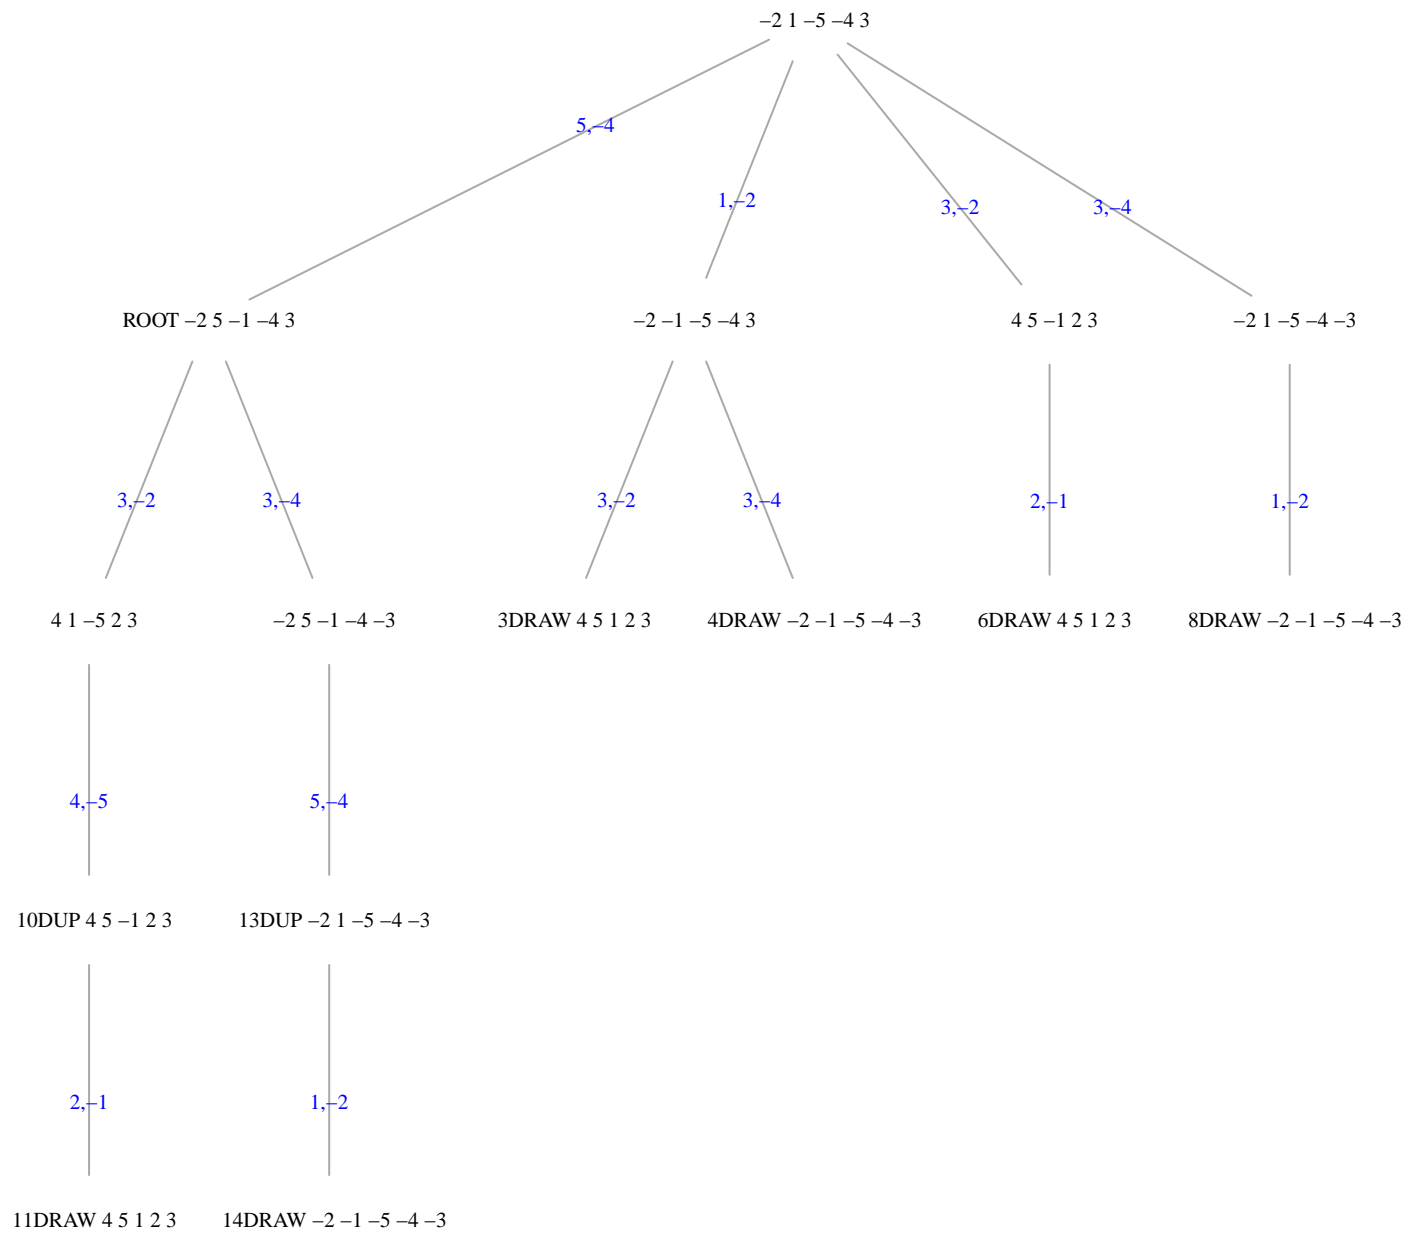 –2 1 –5 –4 3
5,–4
1,–2
3,–2
3,–4
ROOT –2 5 –1 –4 3
–2 –1 –5 –4 3
4 5 –1 2 3
–2 1 –5 –4 –3
3,–2
3,–4
3,–2
3,–4
2,–1
1,–2
4 1 –5 2 3
–2 5 –1 –4 –3
3DRAW 4 5 1 2 3
4DRAW –2 –1 –5 –4 –3
6DRAW 4 5 1 2 3
8DRAW –2 –1 –5 –4 –3
4,–5
5,–4
10DUP 4 5 –1 2 3
13DUP –2 1 –5 –4 –3
2,–1
1,–2
11DRAW 4 5 1 2 3
14DRAW –2 –1 –5 –4 –3